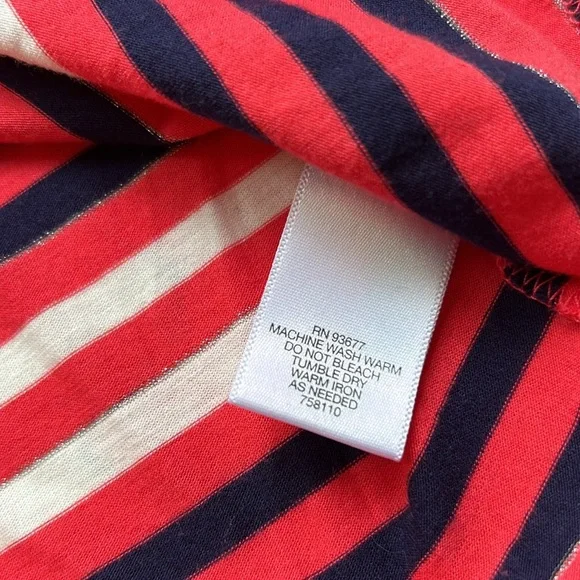 RN 93677
MACHINE WASH WARM
DO NOT BLEACH
TUMBLE DRY
WARM IRON
AS NEEDED
758110